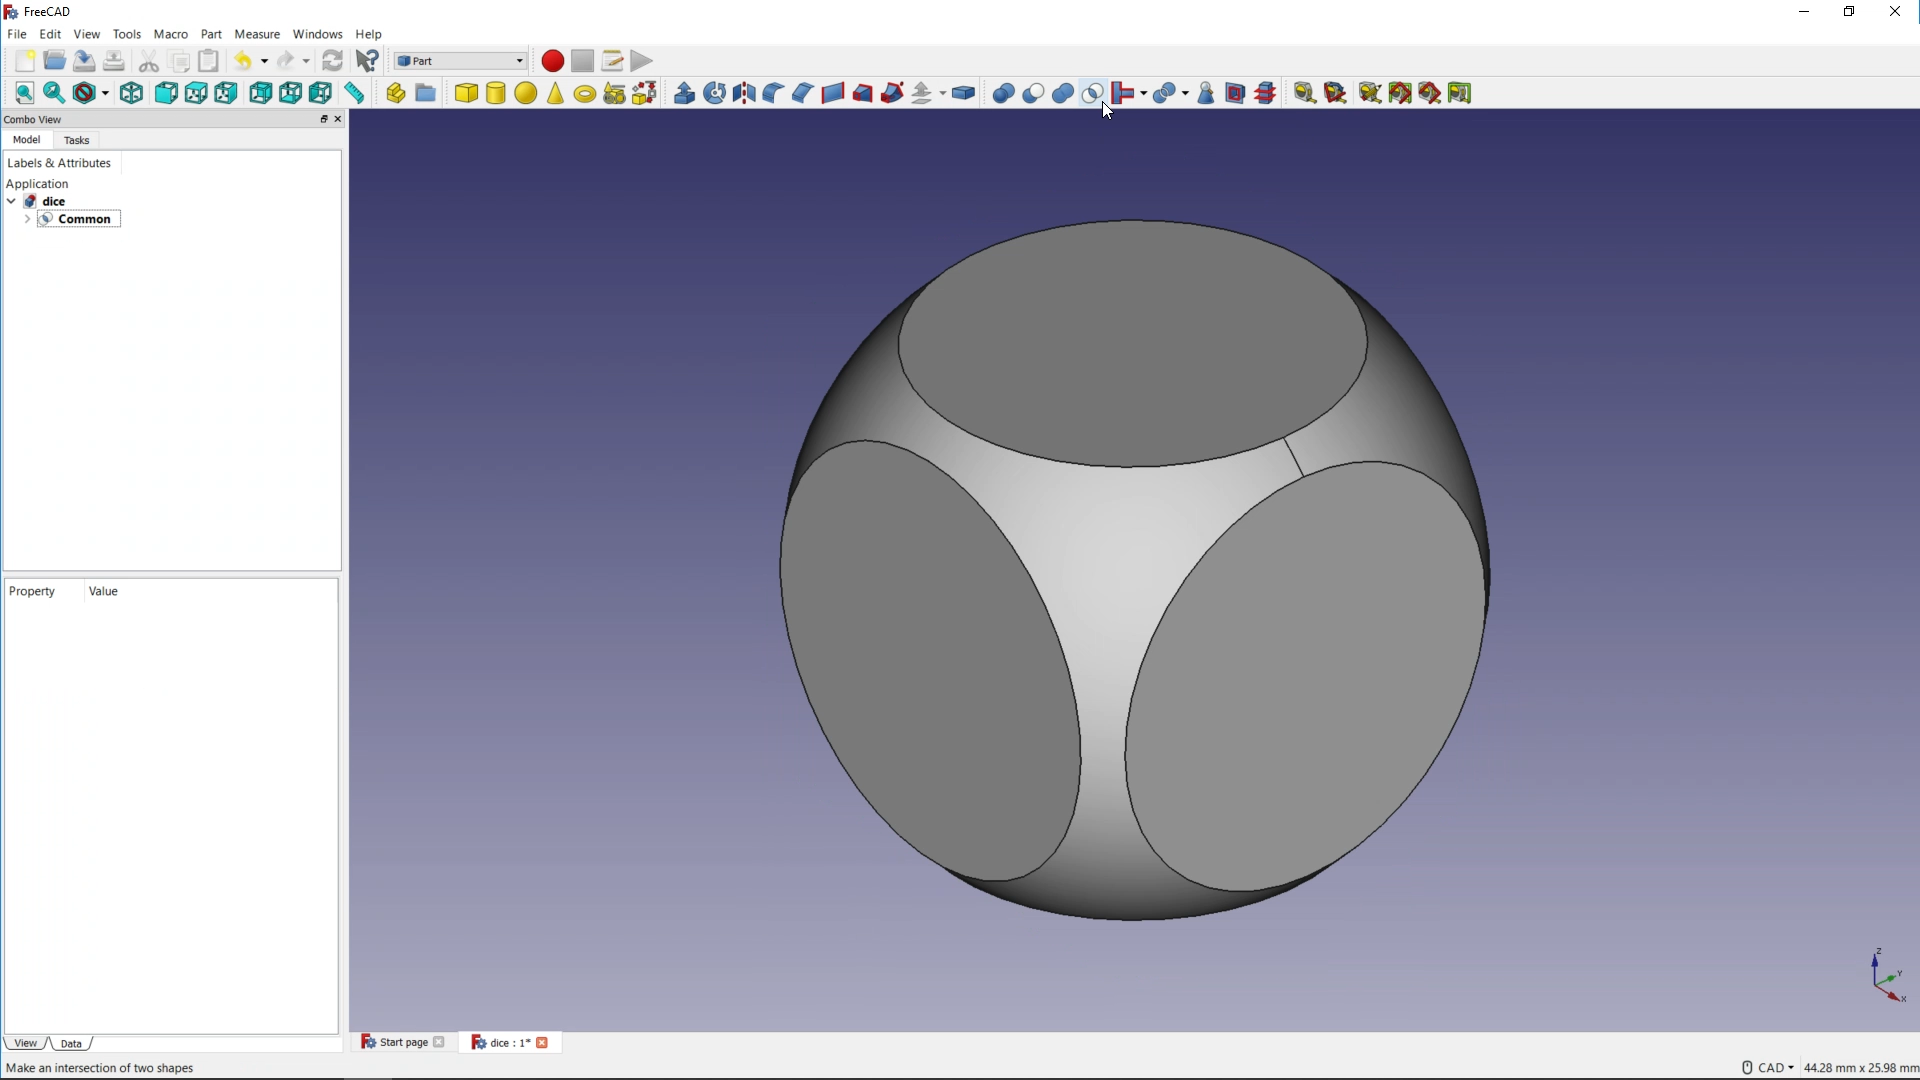 FreeCAD
File Edit View Tools Macro Part Measure Windows Help
Part
Combo View
Model Tasks
Labels & Attributes
Application
dice
Common
Property Value
View Data
Start page dice : 1*
Make an intersection of two shapes CAD 44.28 mm x 25.98 mm
Z
Y
X